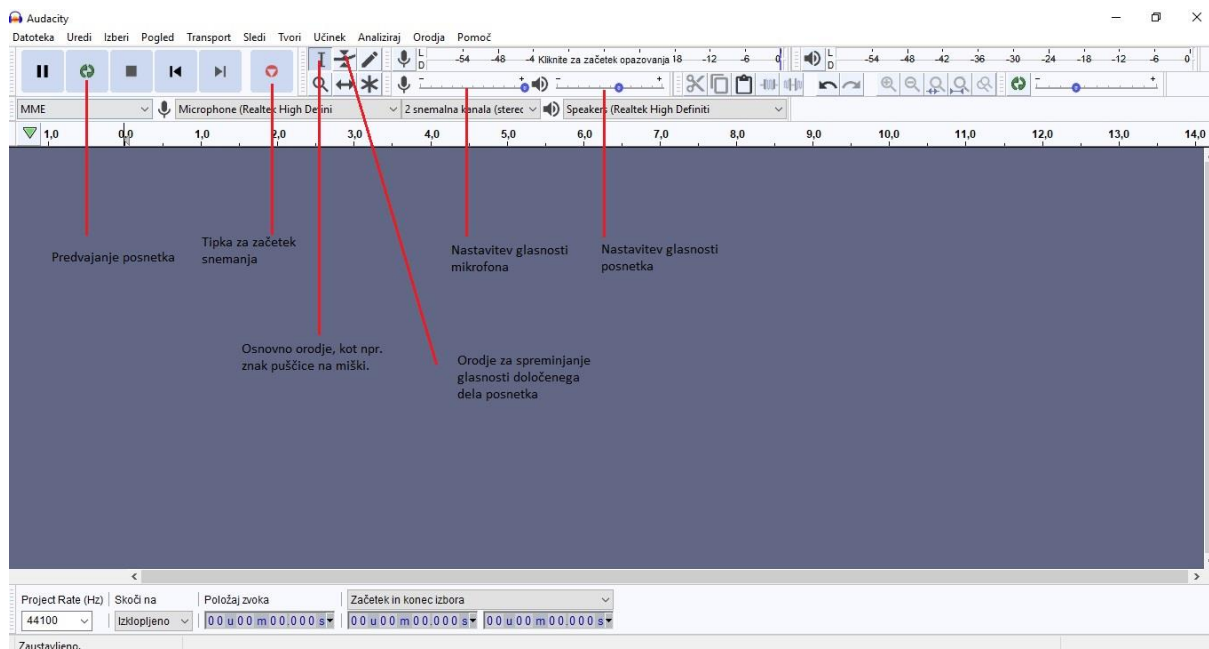 Audacity
Datoteka Uredi Izberi Pogled Transport Sledi Tvori Učinek Analiziraj Orodja Pomoč
L
D
-54 -48 -4 Kliknite za začetek opazovanja 18 -12 -6 0
L
D
-54 -48 -42 -36 -30 -24 -18 -12 -6 0
- + - +
- +
MME Microphone (Realtek High Defini 2 snemalna kanala (sterec Speakers (Realtek High Definiti
1,0 0,0 1,0 2,0 3,0 4,0 5,0 6,0 7,0 8,0 9,0 10,0 11,0 12,0 13,0 14,0
Predvajanje posnetka
Tipka za začetek
snemanja
Nastavitev glasnosti
mikrofona
Nastavitev glasnosti
posnetka
Osnovno orodje, kot npr.
znak puščice na miški.
Orodje za spreminjanje
glasnosti določenega
dela posnetka
Project Rate (Hz) Skoči na Položaj zvoka Začetek in konec izbora
44100 Izklopljeno 00 u 00 m 00.000 s 00 u 00 m 00.000 s 00 u 00 m 00.000 s
Zaustavljeno.